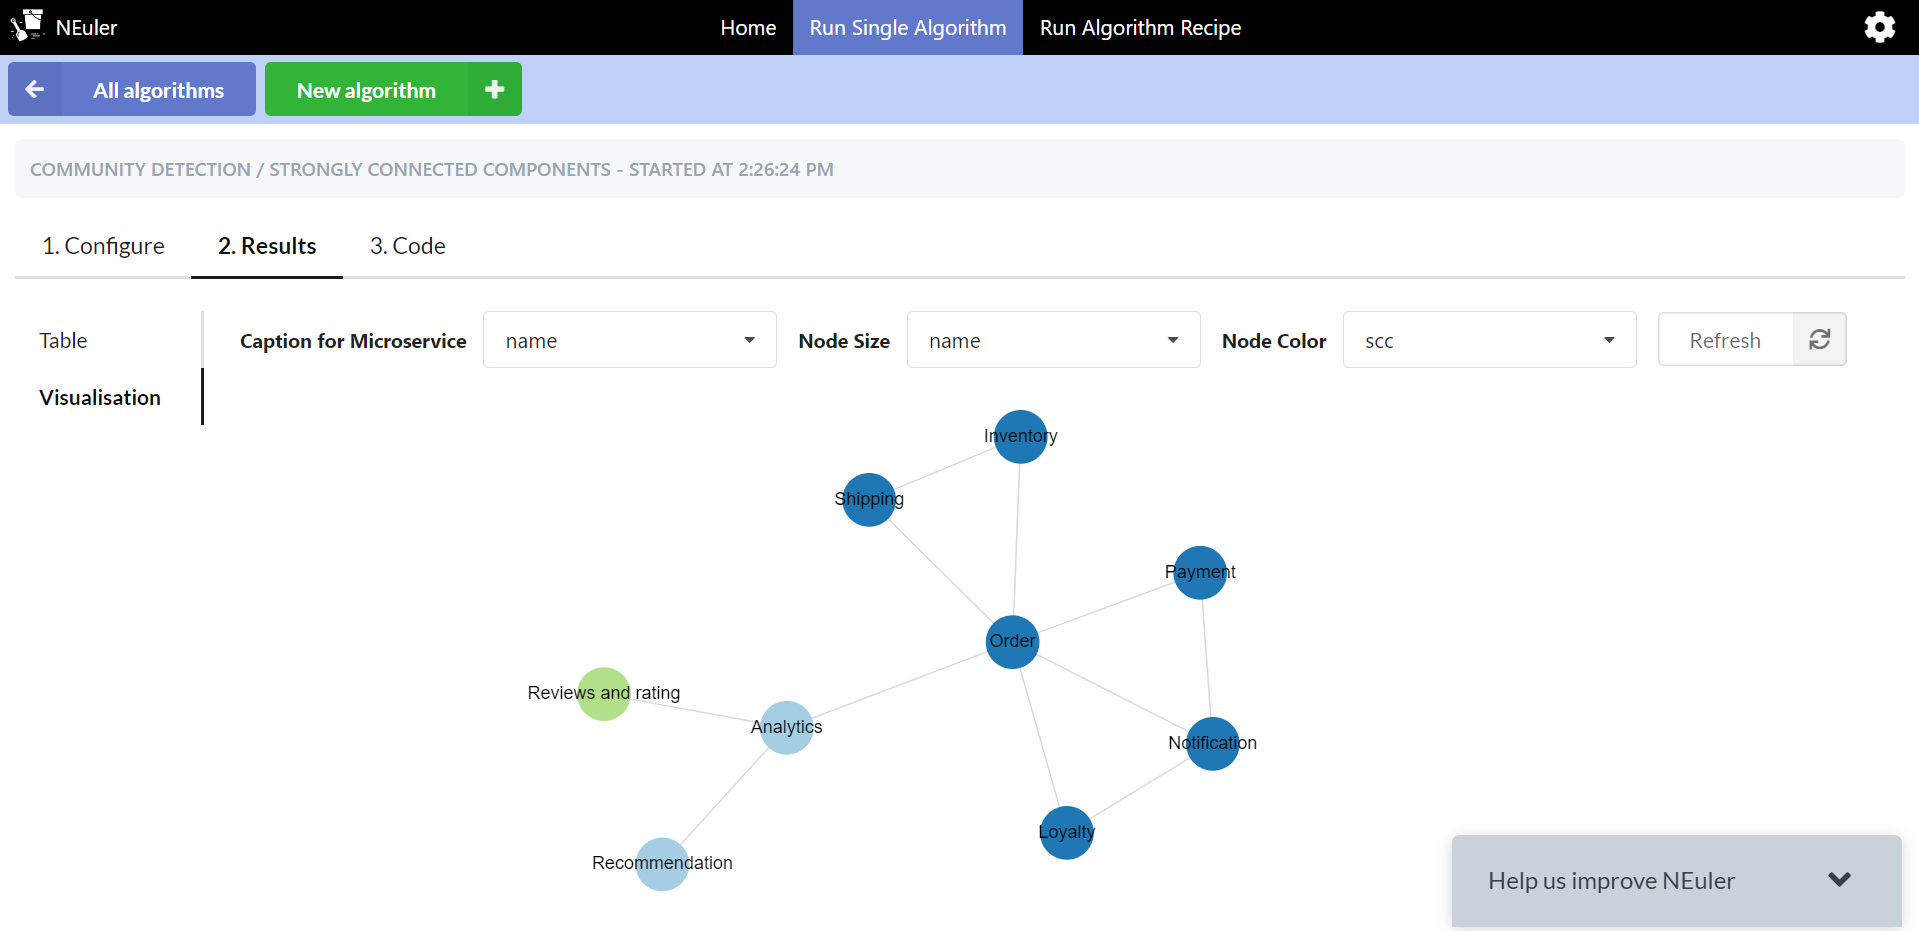 NEuler
Home
Run Single Algorithm
Run Algorithm Recipe
All algorithms
New algorithm
COMMUNITY DETECTION / STRONGLY CONNECTED COMPONENTS - STARTED AT 2:26:24 PM
1. Configure
2. Results
3. Code
Table
Visualisation
Caption for Microservice
name
Node Size
name
Node Color
scc
Refresh
Inventory
Shipping
Payment
Order
Reviews and rating
Analytics
Notification
Loyalty
Recommendation
Help us improve NEuler